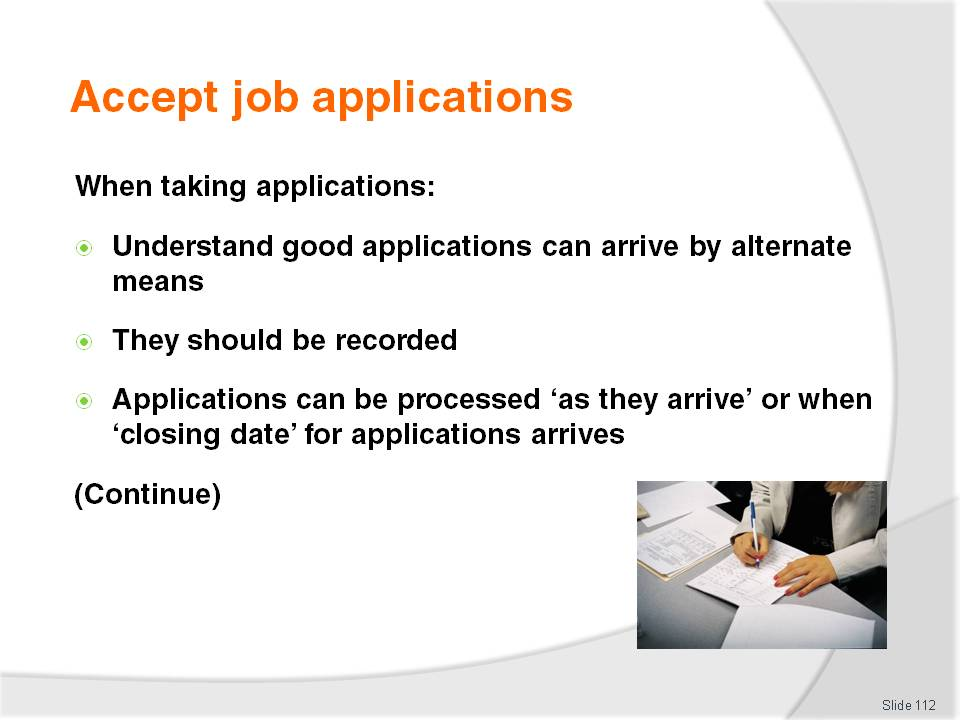 Accept job applications
When taking applications:
Understand good applications can arrive by alternate
means
They should be recorded
Applications can be processed ‘as they arrive’ or when
‘closing date’ for applications arrives
(Continue)
Slide 112